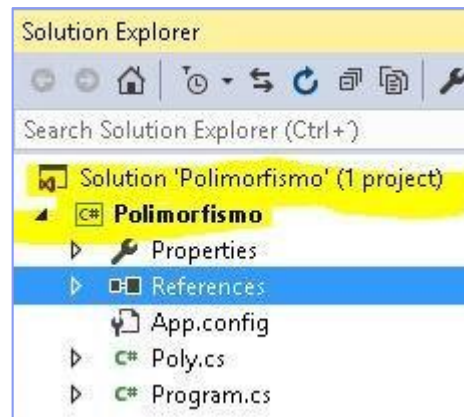 Solution Explorer
Search Solution Explorer (Ctrl+')
Solution 'Polimorfismo' (1 project)
C# Polimorfismo
Properties
References
App.config
C# Poly.cs
C# Program.cs